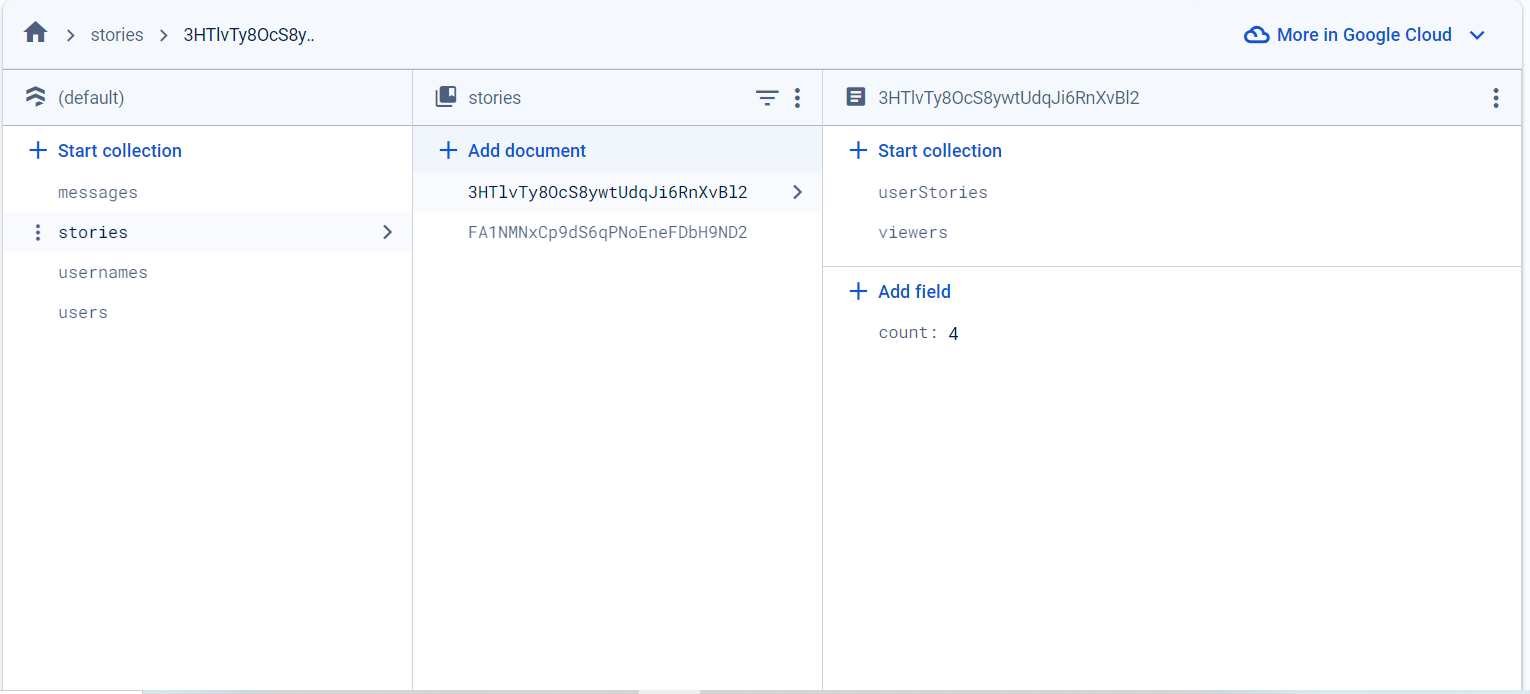 stories
3HTlvTy8OcS8y..
More in Google Cloud
(default)
stories
3HTlvTy8OcS8ywtUdqJi6RnXvBl2
Start collection
Add document
Start collection
messages
3HTlvTy8OcS8ywtUdqJi6RnXvBl2
userStories
stories
FA1NMNxCp9dS6qPNoEneFDbH9ND2
viewers
usernames
Add field
users
count: 4